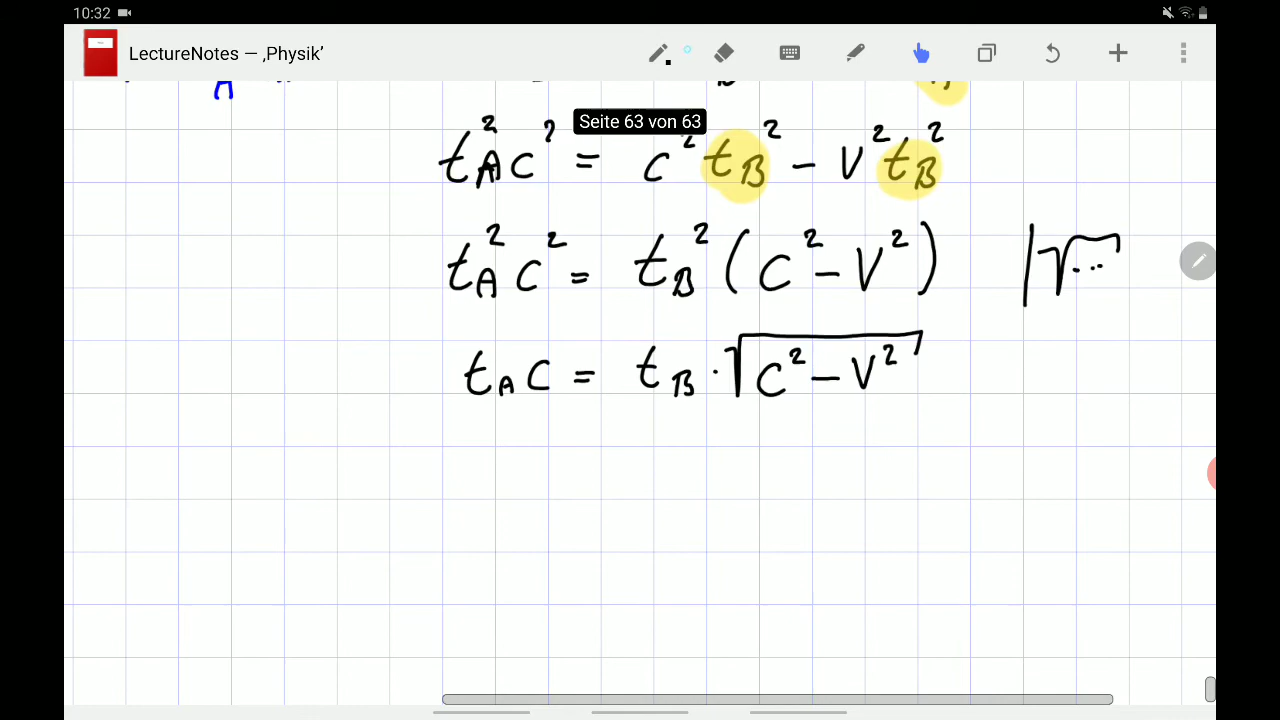 10:32
LectureNotes — ‚Physik’
A
Seite 63 von 63
t_A² c² = c² t_B² − v² t_B²
t_A² c² = t_B² (c² − v²) |√...
t_A c = t_B · √(c² − v²)